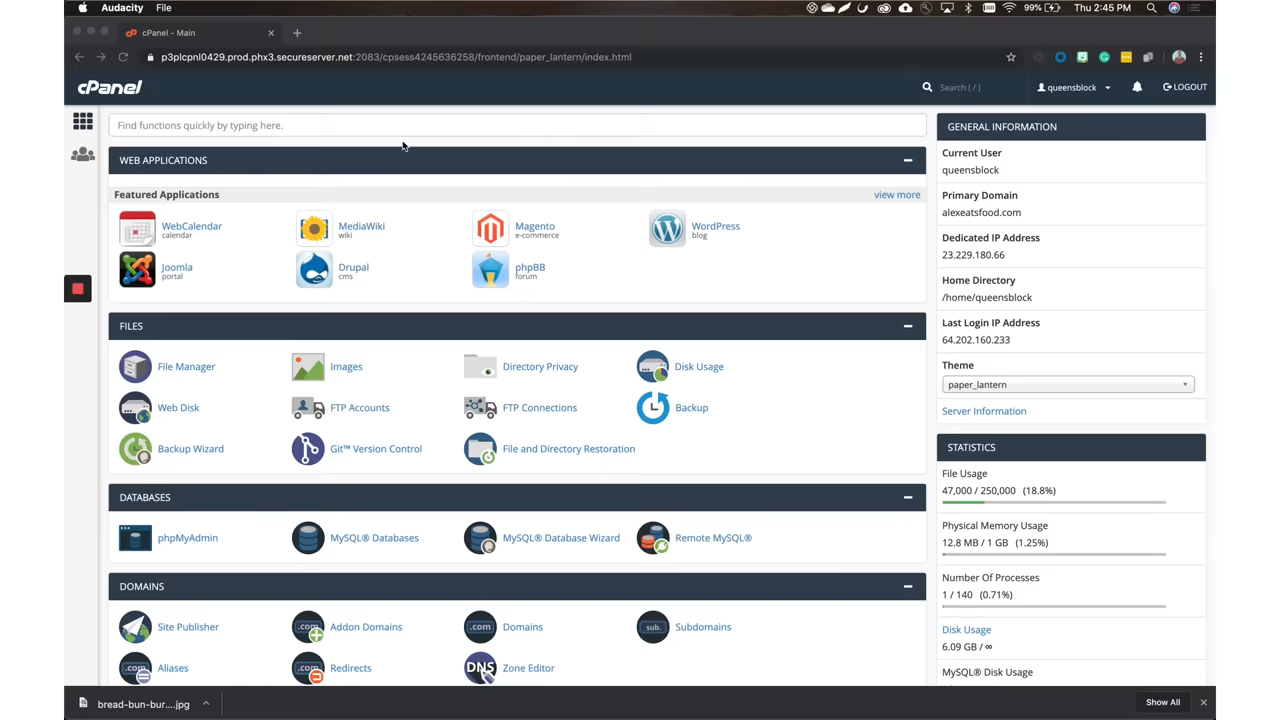 Audacity File
99% Thu 2:45 PM
cPanel - Main
p3plcpnl0429.prod.phx3.secureserver.net:2083/cpsess4245636258/frontend/paper_lantern/index.html
cPanel
Search ( / )
queensblock
LOGOUT
Find functions quickly by typing here.
WEB APPLICATIONS
Featured Applications
view more
WebCalendar
calendar
MediaWiki
wiki
Magento
e-commerce
WordPress
blog
Joomla
portal
Drupal
cms
phpBB
forum
FILES
File Manager
Images
Directory Privacy
Disk Usage
Web Disk
FTP Accounts
FTP Connections
Backup
Backup Wizard
Git™ Version Control
File and Directory Restoration
DATABASES
phpMyAdmin
MySQL® Databases
MySQL® Database Wizard
Remote MySQL®
DOMAINS
Site Publisher
.com
Addon Domains
.com
Domains
sub.
Subdomains
.com
Aliases
.com
Redirects
DNS
Zone Editor
GENERAL INFORMATION
Current User
queensblock
Primary Domain
alexeatsfood.com
Dedicated IP Address
23.229.180.66
Home Directory
/home/queensblock
Last Login IP Address
64.202.160.233
Theme
paper_lantern
Server Information
STATISTICS
File Usage
47,000 / 250,000 (18.8%)
Physical Memory Usage
12.8 MB / 1 GB (1.25%)
Number Of Processes
1 / 140 (0.71%)
Disk Usage
6.09 GB / ∞
MySQL® Disk Usage
bread-bun-bur....jpg
Show All